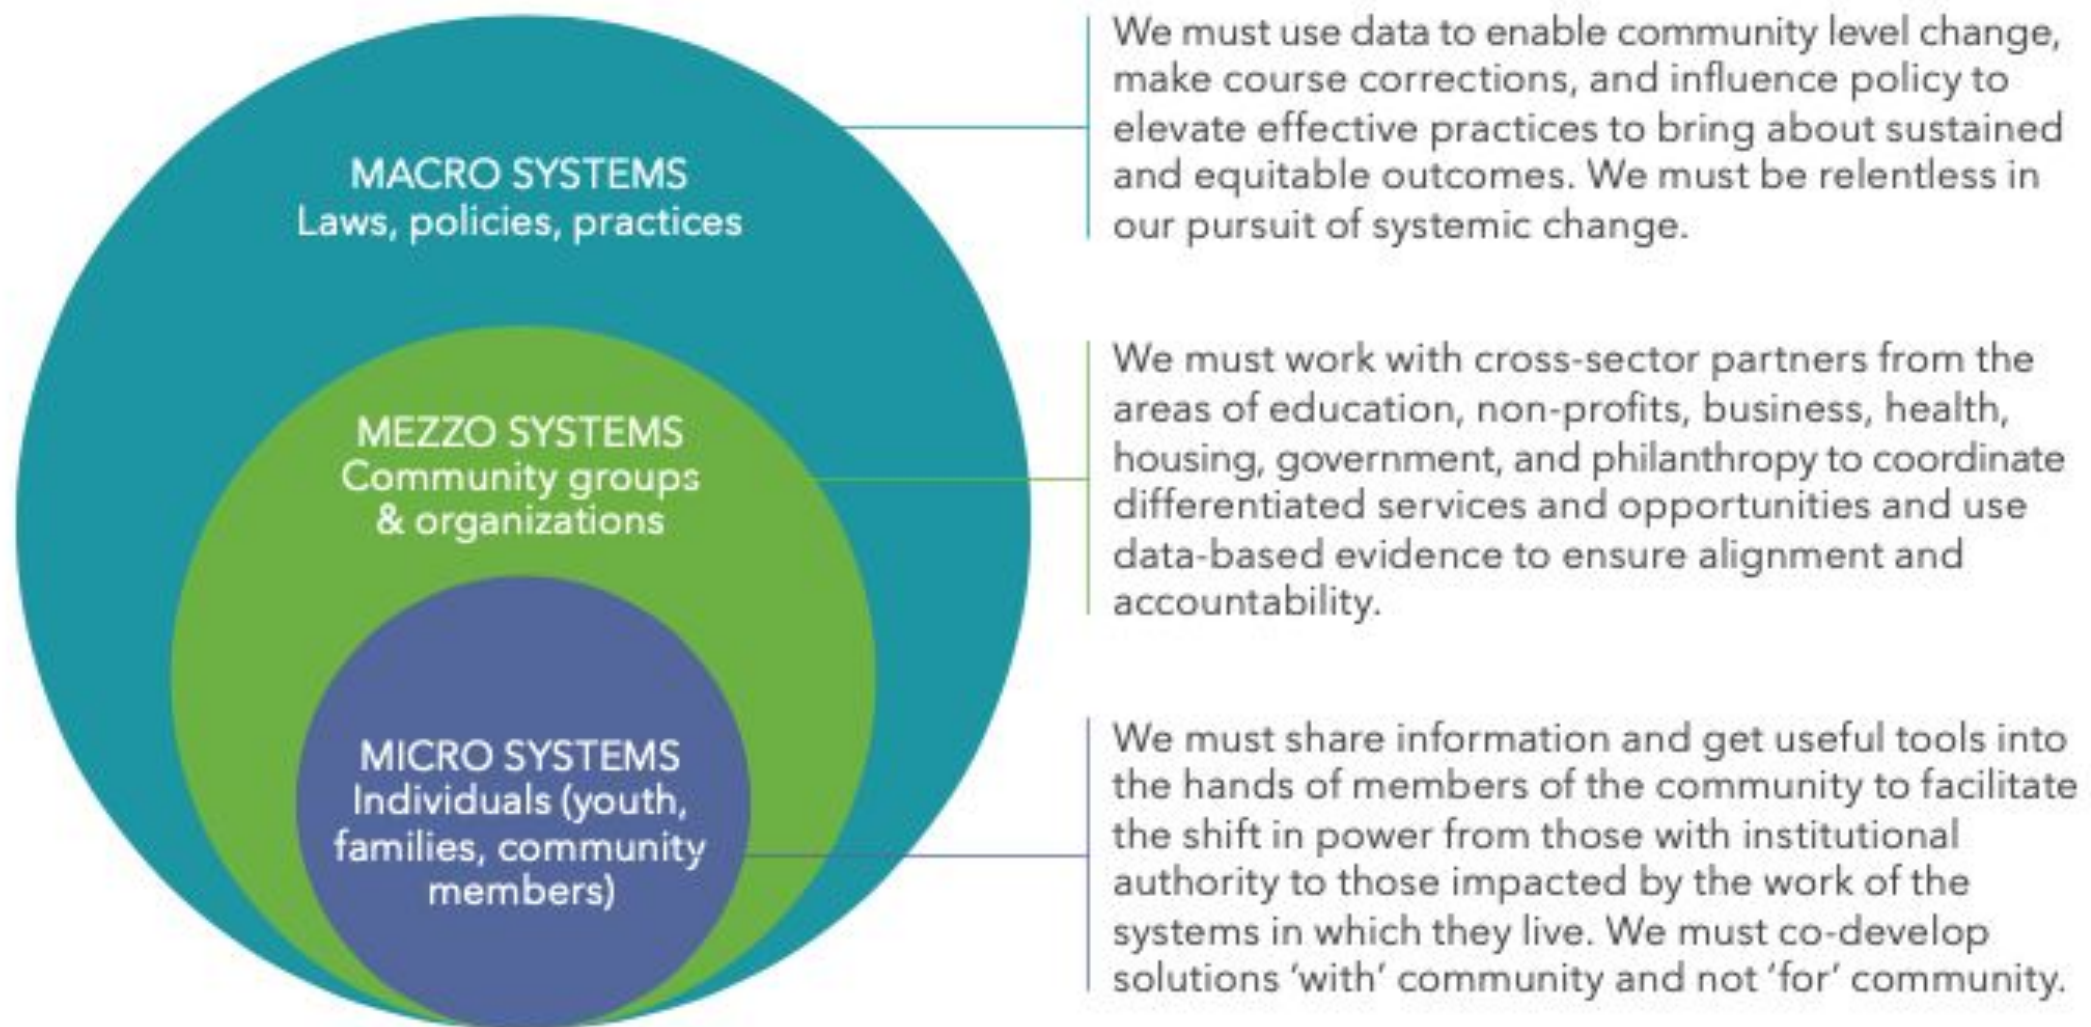 MACRO SYSTEMS
Laws, policies, practices
We must use data to enable community level change,
make course corrections, and influence policy to
elevate effective practices to bring about sustained
and equitable outcomes. We must be relentless in
our pursuit of systemic change.
MEZZO SYSTEMS
Community groups
& organizations
We must work with cross-sector partners from the
areas of education, non-profits, business, health,
housing, government, and philanthropy to coordinate
differentiated services and opportunities and use
data-based evidence to ensure alignment and
accountability.
MICRO SYSTEMS
Individuals (youth,
families, community
members)
We must share information and get useful tools into
the hands of members of the community to facilitate
the shift in power from those with institutional
authority to those impacted by the work of the
systems in which they live. We must co-develop
solutions ‘with’ community and not ‘for’ community.